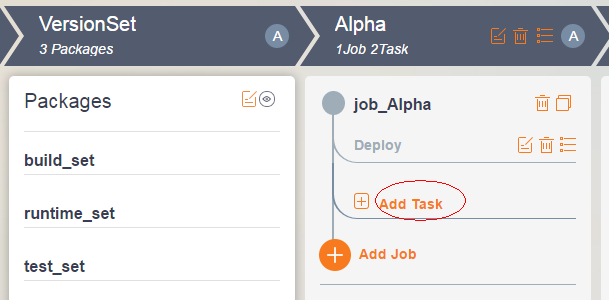 VersionSet
3 Packages
A
Alpha
1Job 2Task
A
Packages
build_set
runtime_set
test_set
job_Alpha
Deploy
Add Task
Add Job